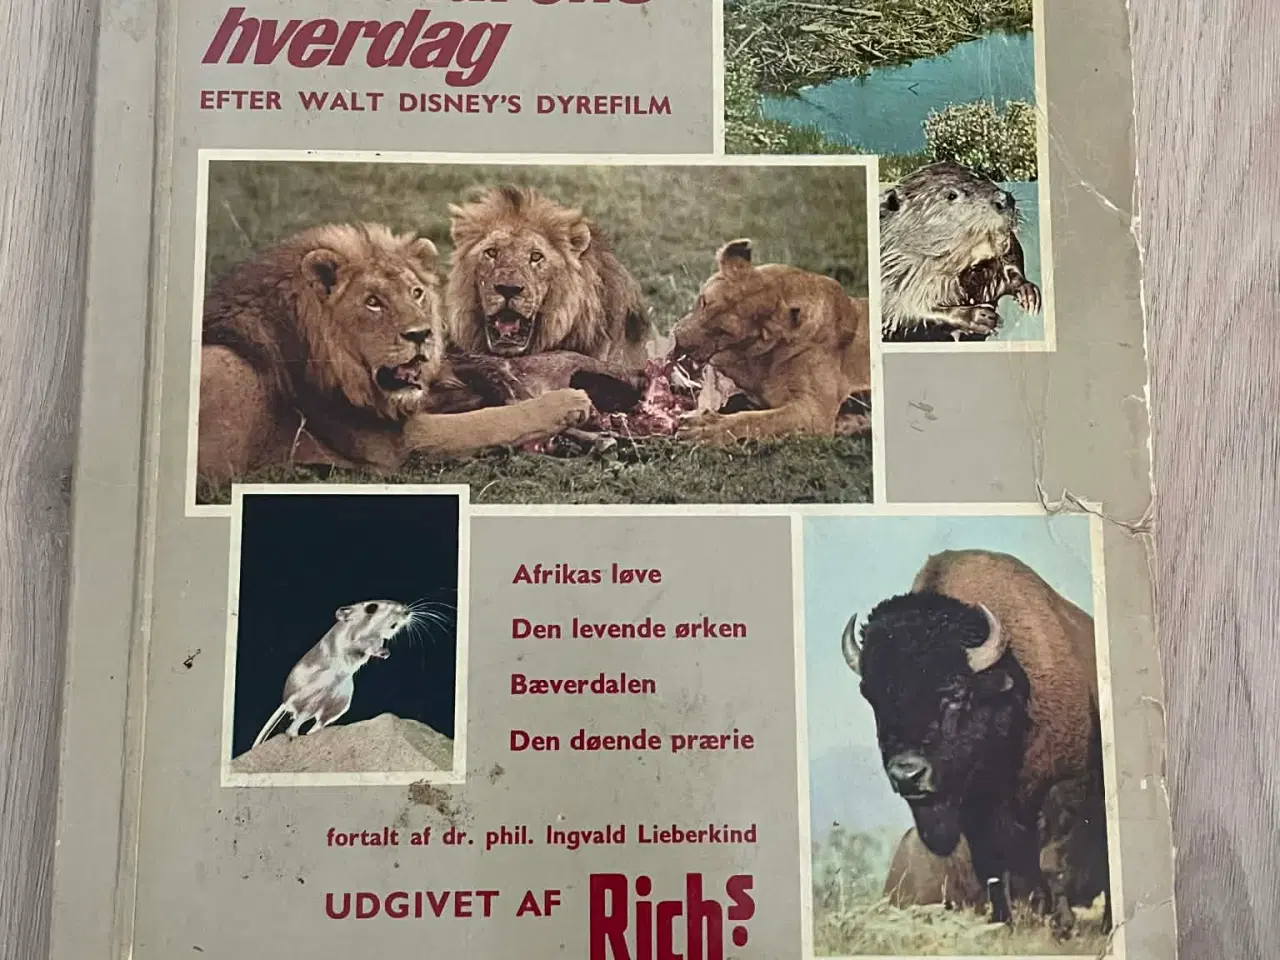 hverdag
EFTER WALT DISNEY'S DYREFILM
Afrikas løve
Den levende ørken
Bæverdalen
Den døende prærie
fortalt af dr. phil. Ingvald Lieberkind
UDGIVET AF Richs.